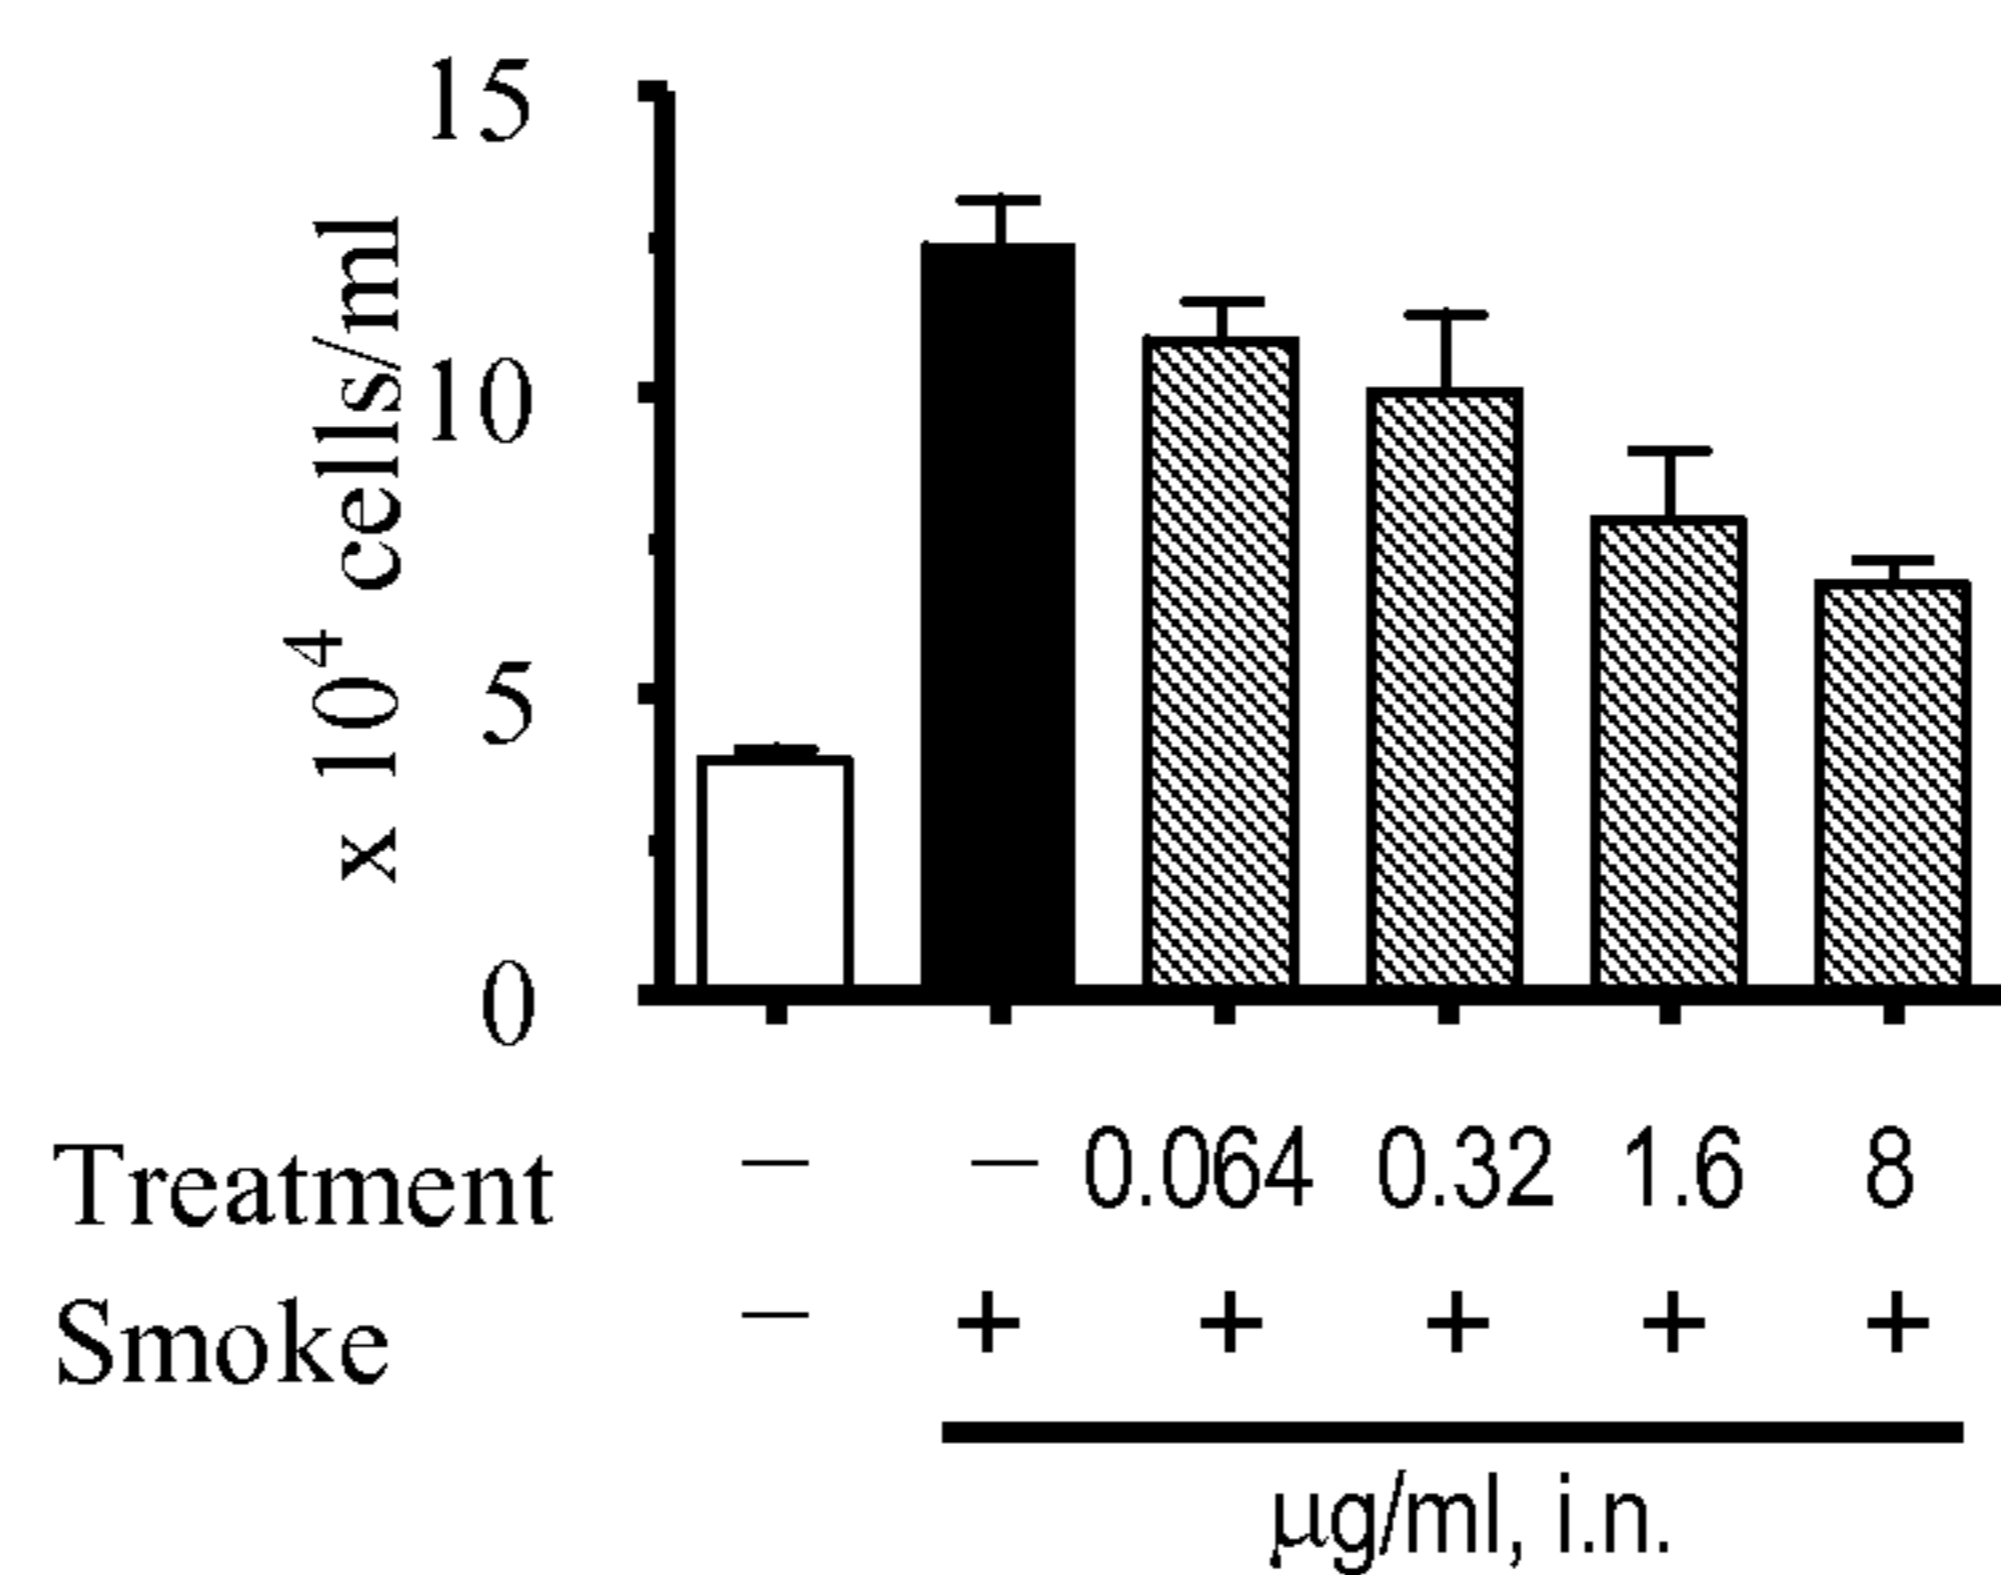 15
10
5
0
x 10⁴ cells/ml
Treatment – – 0.064 0.32 1.6 8
Smoke – + + + + +
µg/ml, i.n.